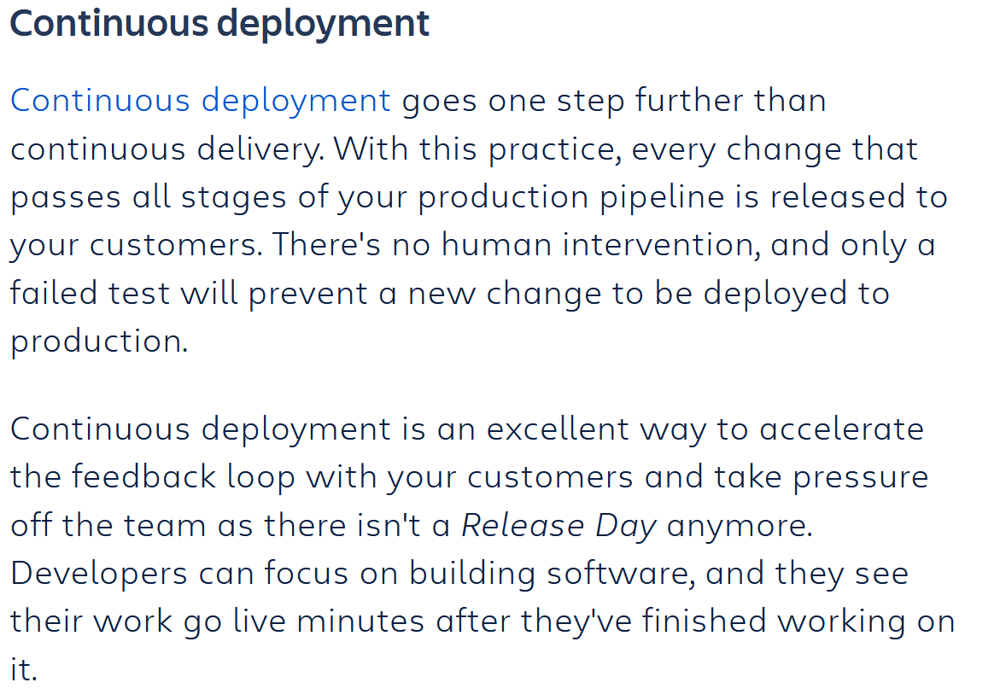 Continuous deployment
Continuous deployment goes one step further than
continuous delivery. With this practice, every change that
passes all stages of your production pipeline is released to
your customers. There's no human intervention, and only a
failed test will prevent a new change to be deployed to
production.
Continuous deployment is an excellent way to accelerate
the feedback loop with your customers and take pressure
off the team as there isn't a Release Day anymore.
Developers can focus on building software, and they see
their work go live minutes after they've finished working on
it.